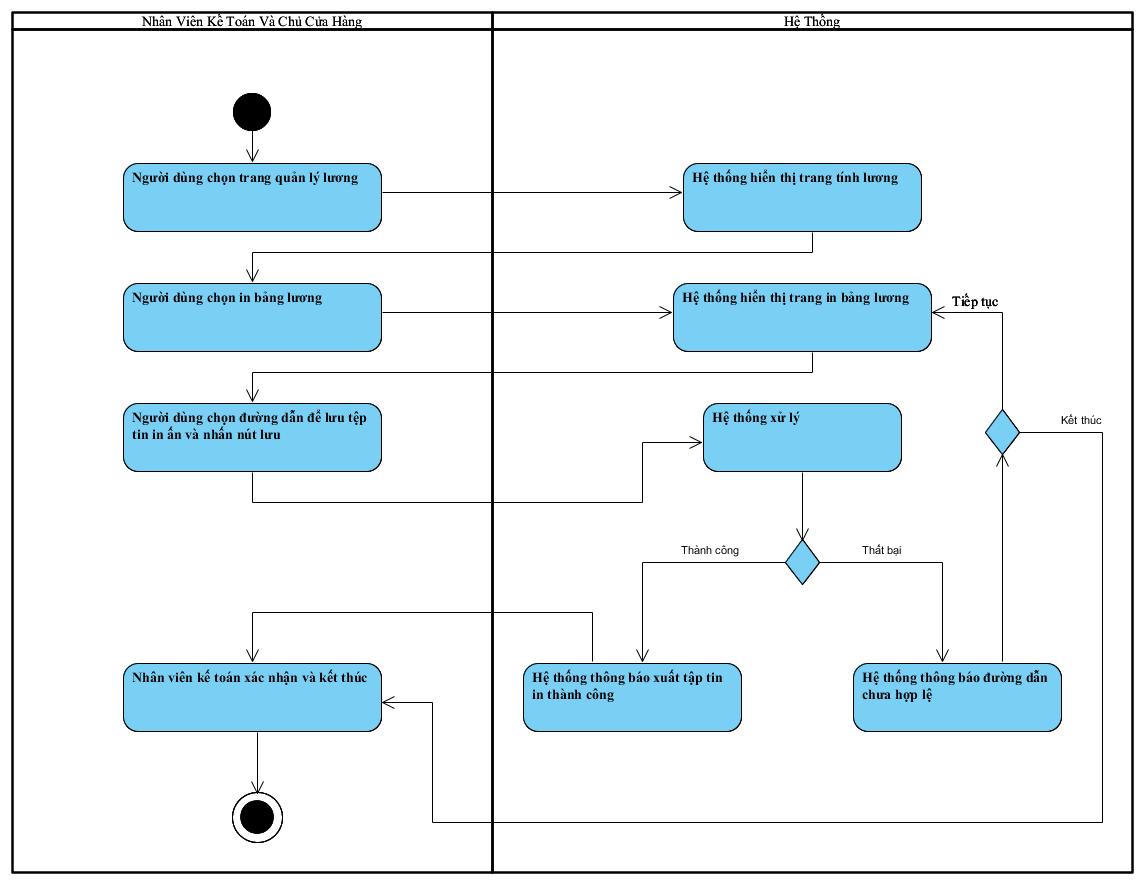 Nhân Viên Kế Toán Và Chủ Cửa Hàng
Hệ Thống
Người dùng chọn trang quản lý lương
Hệ thống hiển thị trang tính lương
Người dùng chọn in bảng lương
Hệ thống hiển thị trang in bảng lương
Tiếp tục
Người dùng chọn đường dẫn để lưu tệp
tin in ấn và nhấn nút lưu
Hệ thống xử lý
Kết thúc
Thành công
Thất bại
Nhân viên kế toán xác nhận và kết thúc
Hệ thống thông báo xuất tập tin
in thành công
Hệ thống thông báo đường dẫn
chưa hợp lệ